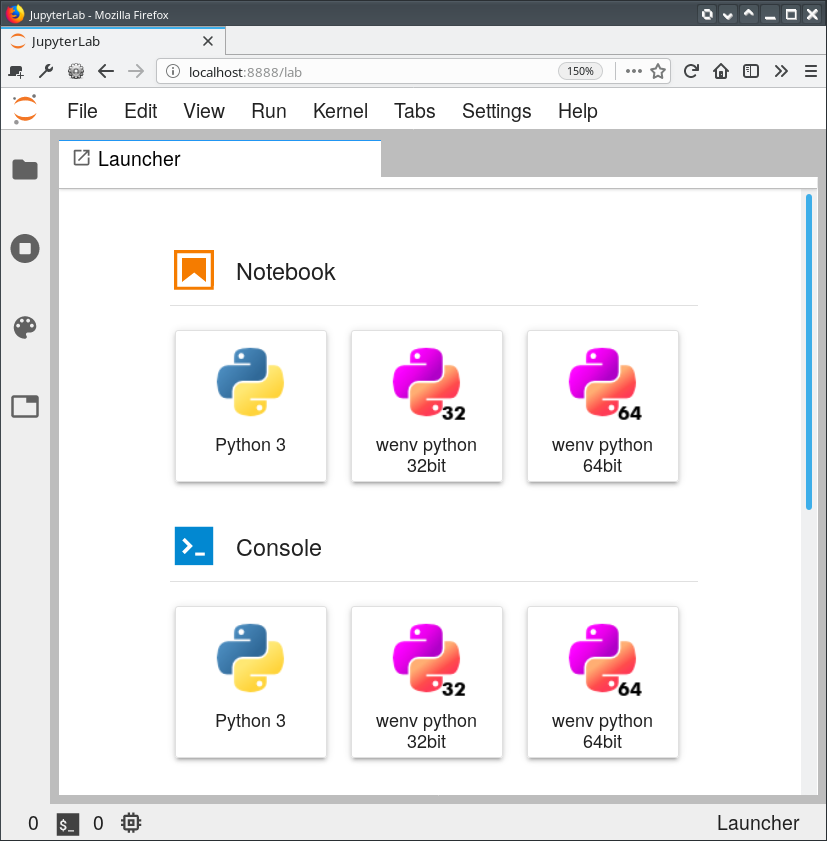 JupyterLab - Mozilla Firefox
JupyterLab
localhost:8888/lab
150%
File Edit View Run Kernel Tabs Settings Help
Launcher
Notebook
32 64
Python 3 wenv python wenv python
32bit 64bit
Console
32 64
Python 3 wenv python wenv python
32bit 64bit
0 $_ 0 Launcher